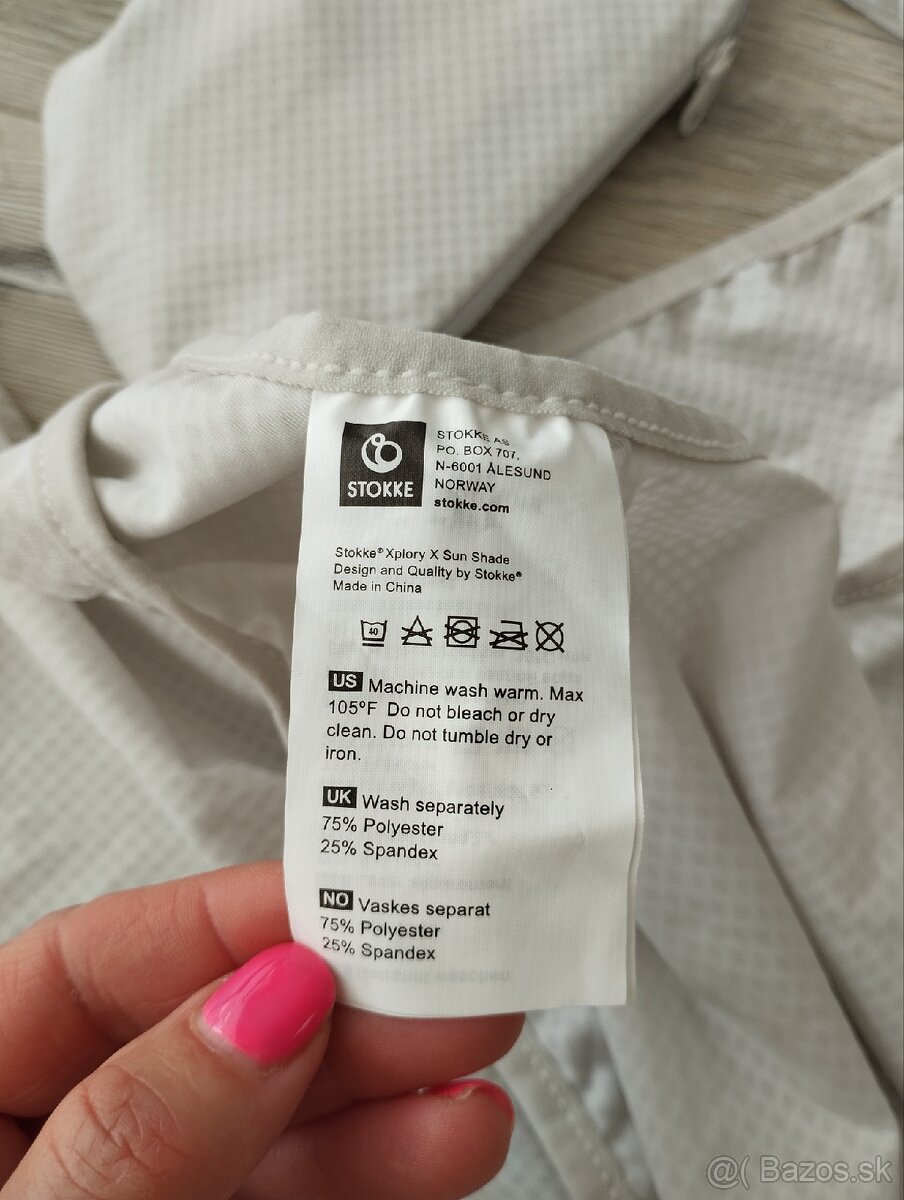 STOKKE
STOKKE AS
PO. BOX 707,
N-6001 ÅLESUND
NORWAY
stokke.com
Stokke® Xplory X Sun Shade
Design and Quality by Stokke®
Made in China
40
US Machine wash warm. Max
105°F Do not bleach or dry
clean. Do not tumble dry or
iron.
UK Wash separately
75% Polyester
25% Spandex
NO Vaskes separat
75% Polyester
25% Spandex
@( Bazos.sk